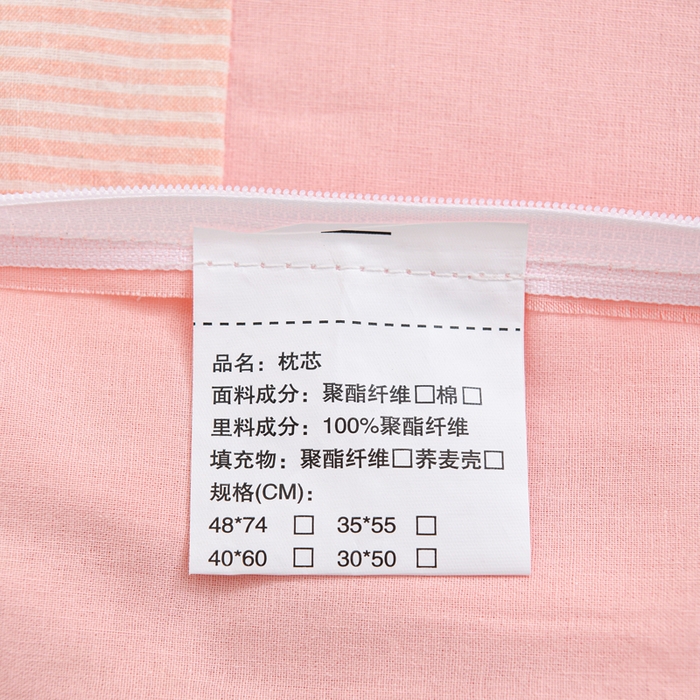 品名：枕芯
面料成分：聚酯纤维□棉□
里料成分：100%聚酯纤维
填充物：聚酯纤维□荞麦壳□
规格(CM)：
48*74 □ 35*55 □
40*60 □ 30*50 □